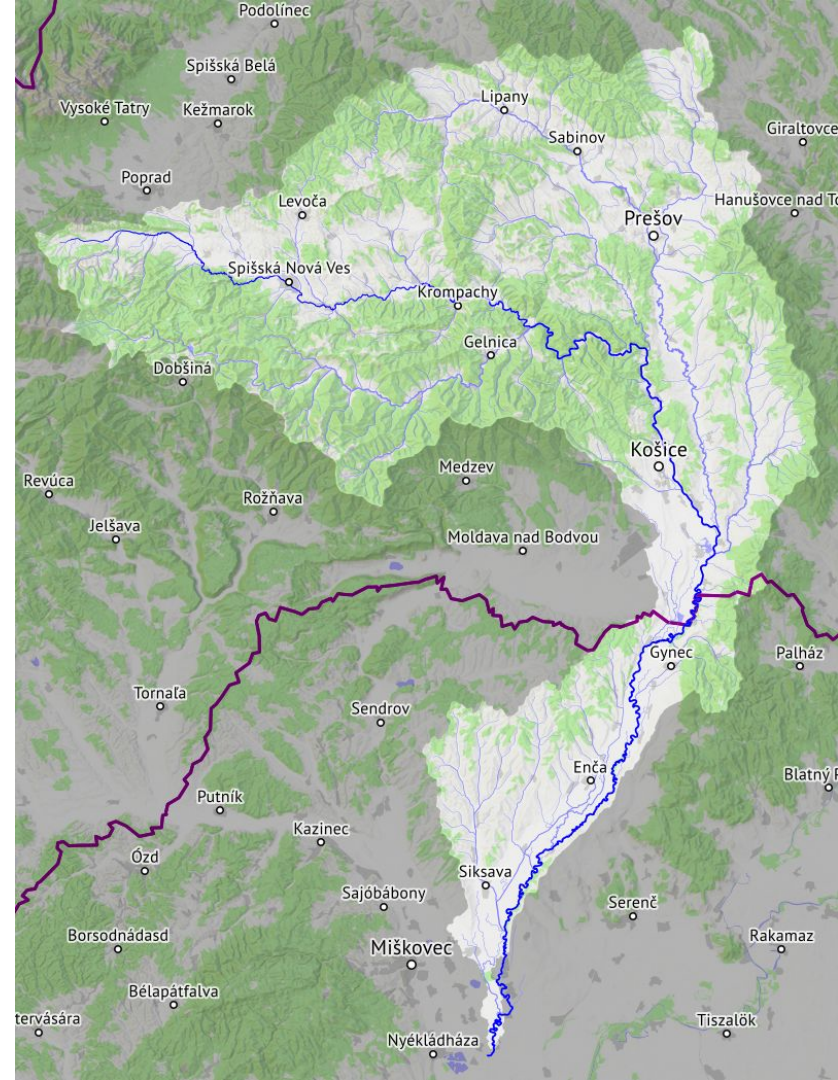 Podolínec
Spišská Belá
Vysoké Tatry
Kežmarok
Lipany
Sabinov
Giraltovce
Poprad
Levoča
Hanušovce nad To
Prešov
Spišská Nová Ves
Krompachy
Gelnica
Dobšiná
Košice
Medzev
Revúca
Rožňava
Jelšava
Moldava nad Bodvou
Gynec
Palház
Tornaľa
Sendrov
Enča
Blatný P
Putník
Kazinec
Ózd
Siksava
Sajóbábony
Serenč
Borsodnádasd
Miškovec
Rakamaz
Bélapátfalva
tervására
Tiszalök
Nyékládháza